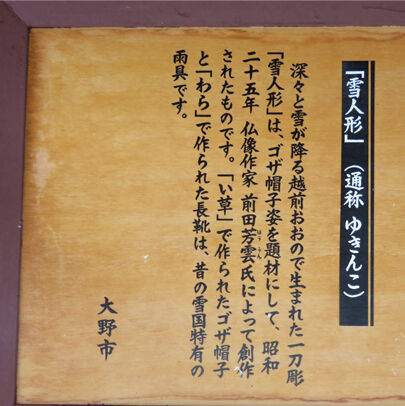 「雪人形」（通称 ゆきんこ）
深々と雪が降る越前おおので生まれた一刀彫
「雪人形」は、ゴザ帽子姿を題材にして、昭和
二十五年 仏像作家 前田芳雲氏によって創作
ほう うん
されたものです。「い草」で作られたゴザ帽子
と「わら」で作られた長靴は、昔の雪国特有の
雨具です。
大野市